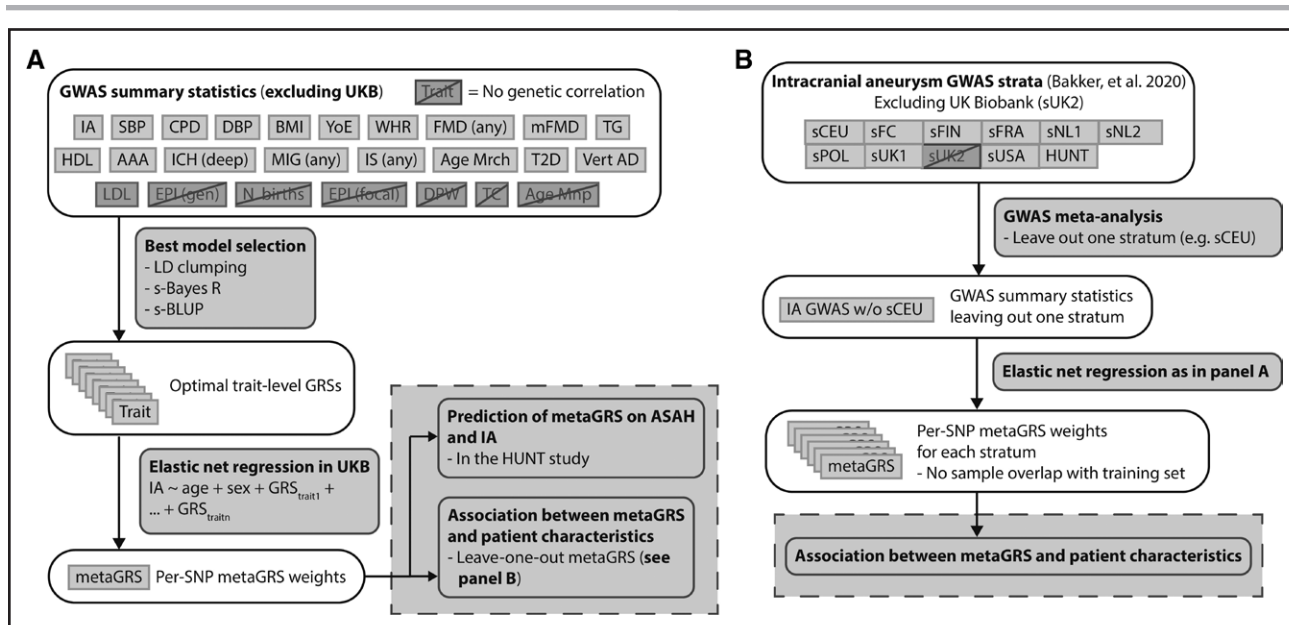 A
GWAS summary statistics (excluding UKB) Trait = No genetic correlation
IA SBP CPD DBP BMI YoE WHR FMD (any) mFMD TG
HDL AAA ICH (deep) MIG (any) IS (any) Age Mrch T2D Vert AD
LDL EPI (gen) N. births EPI (focal) DPW TC Age Mnp
Best model selection
- LD clumping
- s-Bayes R
- s-BLUP
Trait
Optimal trait-level GRSs
Elastic net regression in UKB
IA ~ age + sex + GRS trait1 +
... + GRS traitn
metaGRS Per-SNP metaGRS weights
Prediction of metaGRS on ASAH
and IA
- In the HUNT study
Association between metaGRS
and patient characteristics
- Leave-one-out metaGRS (see
panel B)
B
Intracranial aneurysm GWAS strata (Bakker, et al. 2020)
Excluding UK Biobank (sUK2)
sCEU sFC sFIN sFRA sNL1 sNL2
sPOL sUK1 sUK2 sUSA HUNT
GWAS meta-analysis
- Leave out one stratum (e.g. sCEU)
IA GWAS w/o sCEU
GWAS summary statistics
leaving out one stratum
Elastic net regression as in panel A
metaGRS
Per-SNP metaGRS weights
for each stratum
- No sample overlap with training set
Association between metaGRS and patient characteristics